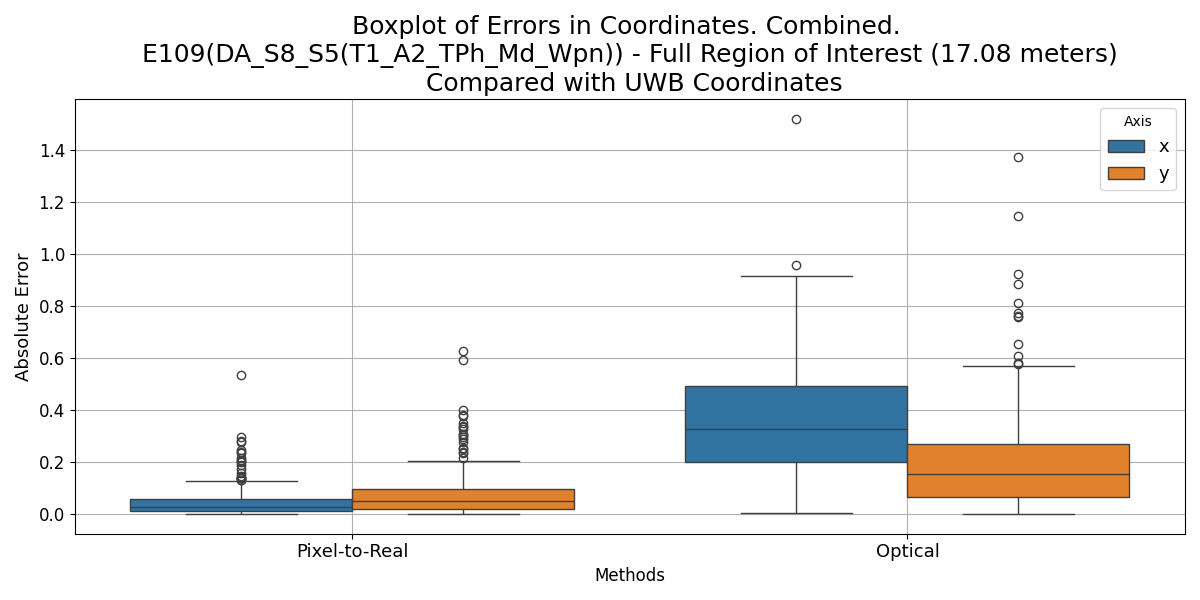 Boxplot of Errors in Coordinates. Combined.
E109(DA_S8_S5(T1_A2_TPh_Md_Wpn)) - Full Region of Interest (17.08 meters)
Compared with UWB Coordinates
Axis
x
y
Absolute Error
1.4
1.2
1.0
0.8
0.6
0.4
0.2
0.0
Pixel-to-Real
Optical
Methods